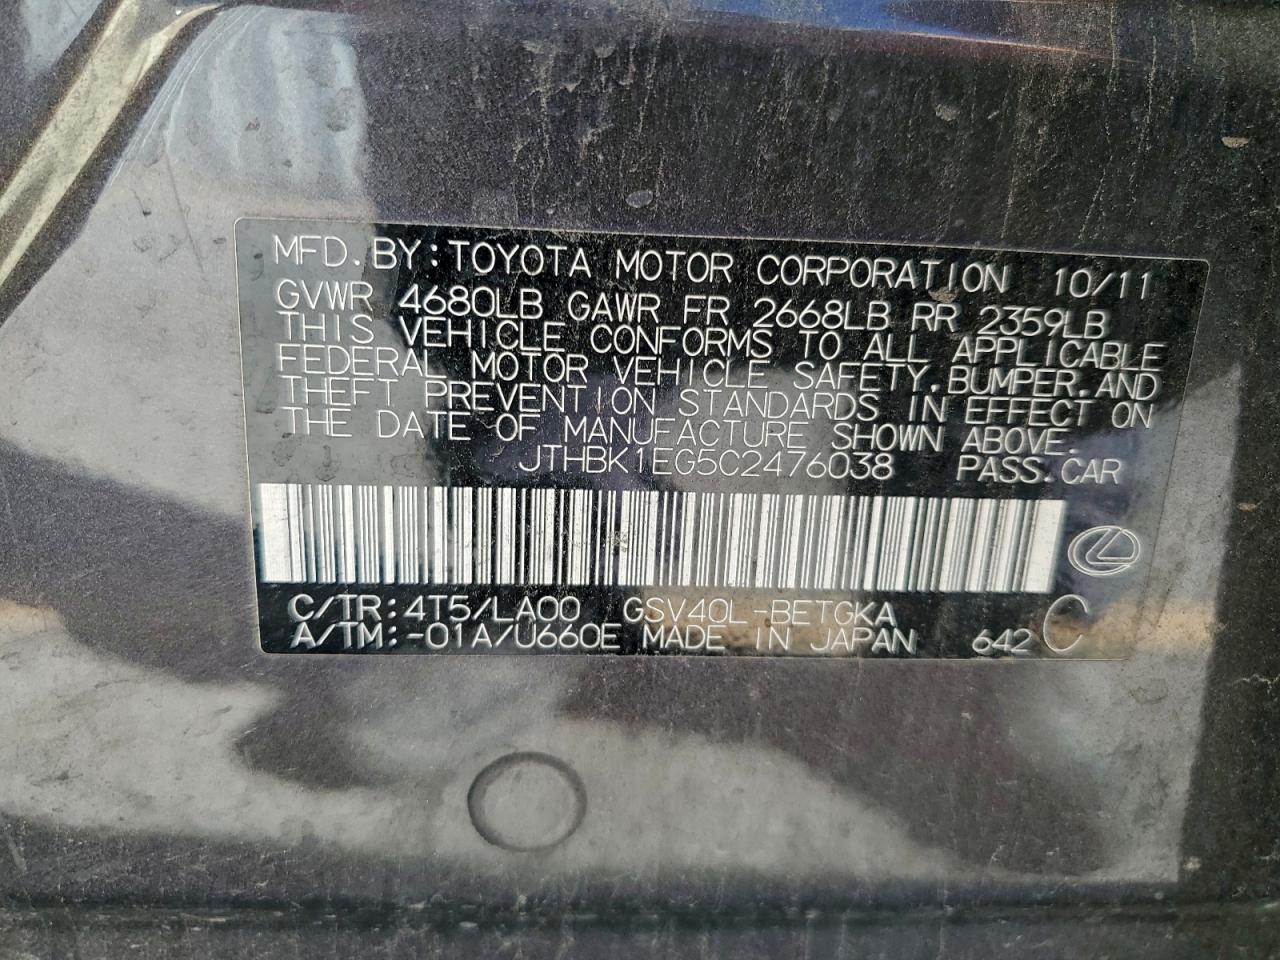 MFD. BY: TOYOTA MOTOR CORPORATION 10/11
GVWR 4680LB GAWR FR 2668LB RR 2359LB
THIS VEHICLE CONFORMS TO ALL APPLICABLE
FEDERAL MOTOR VEHICLE SAFETY, BUMPER, AND
THEFT PREVENTION STANDARDS IN EFFECT ON
THE DATE OF MANUFACTURE SHOWN ABOVE.
JTHBK1EG5C2476038 PASS. CAR
C/TR: 4T5/LA00 GSV40L-BETGKA
A/TM: -01A/U660E MADE IN JAPAN 642 C